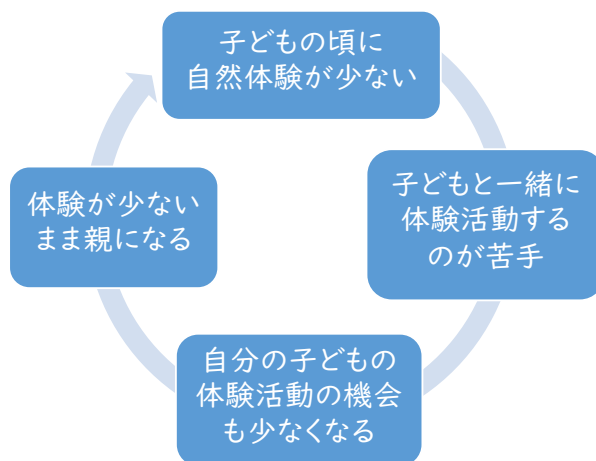 子どもの頃に
自然体験が少ない
子どもと一緒に
体験活動する
のが苦手
自分の子どもの
体験活動の機会
も少なくなる
体験が少ない
まま親になる